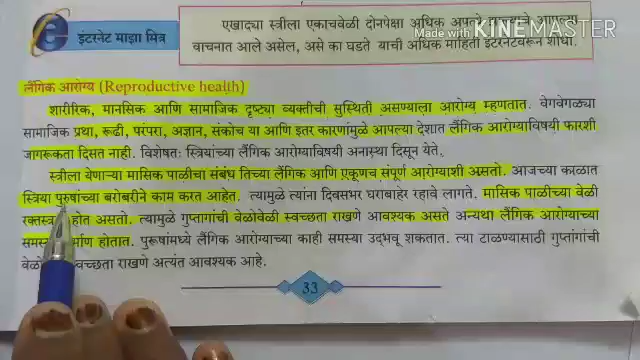 एखाद्या स्त्रीला एकाचवेळी दोनपेक्षा अधिक अपत्ये
Made with KINEMASTER
इंटरनेट माझा मित्र
वाचनात आले असेल, असे का घडते याची अधिक माहिती इंटरनेटवरून शोधा.
लैंगिक आरोग्य (Reproductive health)
शारीरिक, मानसिक आणि सामाजिक दृष्ट्या व्यक्तीची सुस्थिती असण्याला आरोग्य म्हणतात. वेगवेगळ्या
सामाजिक प्रथा, रूढी, परंपरा, अज्ञान, संकोच या आणि इतर कारणांमुळे आपल्या देशात लैंगिक आरोग्याविषयी फारशी
जागरूकता दिसत नाही. विशेषतः स्त्रियांच्या लैंगिक आरोग्याविषयी अनास्था दिसून येते.
स्त्रीला येणाऱ्या मासिक पाळीचा संबंध तिच्या लैंगिक आणि एकूणच संपूर्ण आरोग्याशी असतो. आजच्या काळात
स्त्रिया पुरुषांच्या बरोबरीने काम करत आहेत. त्यामुळे त्यांना दिवसभर घराबाहेर राहावे लागते. मासिक पाळीच्या वेळी
होत असतो. त्यामुळे गुप्तांगांची वेळोवेळी स्वच्छता राखणे आवश्यक असते अन्यथा लैंगिक आरोग्याच्या
होतात. पुरूषांमध्ये लैंगिक आरोग्याच्या काही समस्या उद्भवू शकतात. त्या टाळण्यासाठी गुप्तांगांची
स्वच्छता राखणे अत्यंत आवश्यक आहे.
33